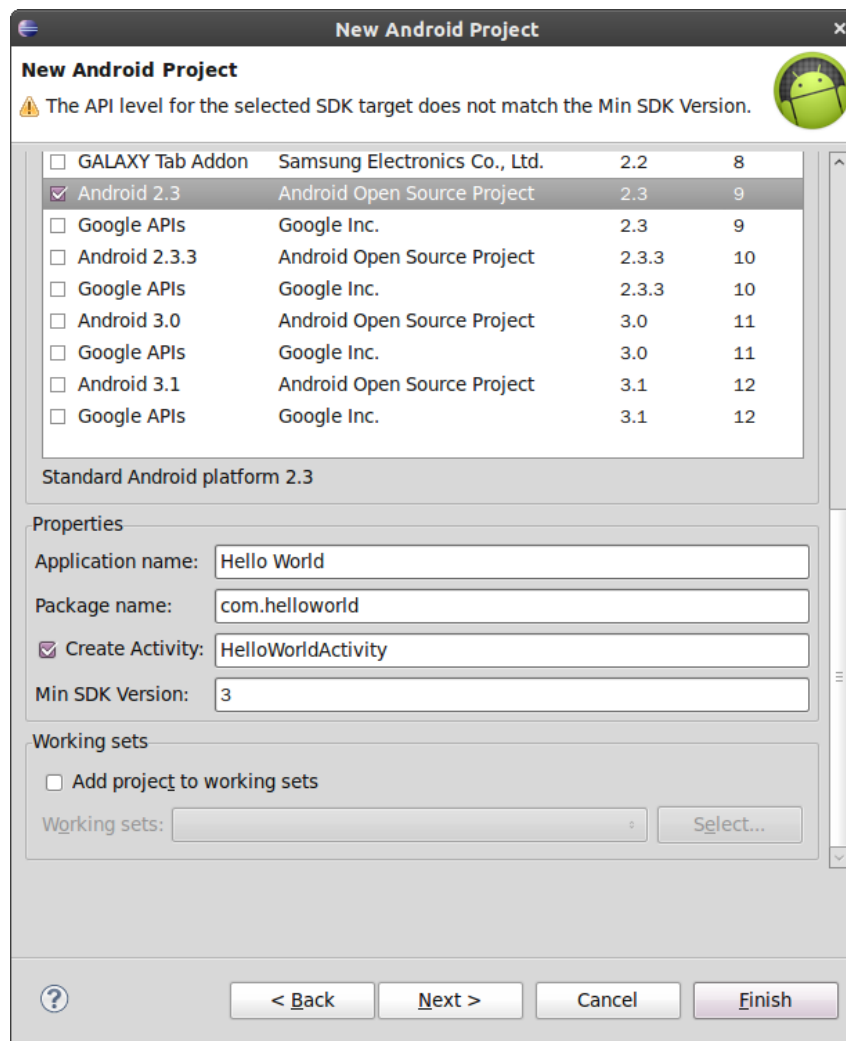 New Android Project
New Android Project
The API level for the selected SDK target does not match the Min SDK Version.
GALAXY Tab Addon Samsung Electronics Co., Ltd. 2.2 8
Android 2.3 Android Open Source Project 2.3 9
Google APIs Google Inc. 2.3 9
Android 2.3.3 Android Open Source Project 2.3.3 10
Google APIs Google Inc. 2.3.3 10
Android 3.0 Android Open Source Project 3.0 11
Google APIs Google Inc. 3.0 11
Android 3.1 Android Open Source Project 3.1 12
Google APIs Google Inc. 3.1 12
Standard Android platform 2.3
Properties
Application name: Hello World
Package name: com.helloworld
Create Activity: HelloWorldActivity
Min SDK Version: 3
Working sets
Add project to working sets
Working sets: Select...
< Back Next > Cancel Finish